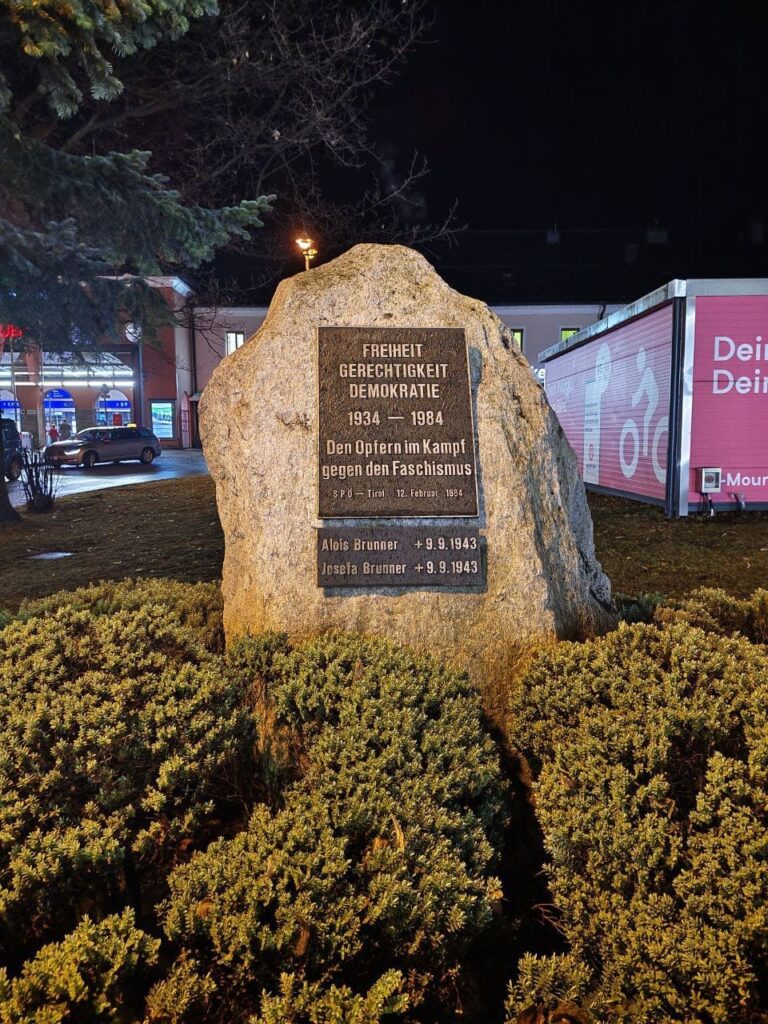 FREIHEIT
GERECHTIGKEIT
DEMOKRATIE
1934 — 1984
Den Opfern im Kampf
gegen den Faschismus
SPÖ — Tirol 12. Februar 1984
Alois Brunner +9.9.1943
Josefa Brunner +9.9.1943
Dein
Dein
-Moun